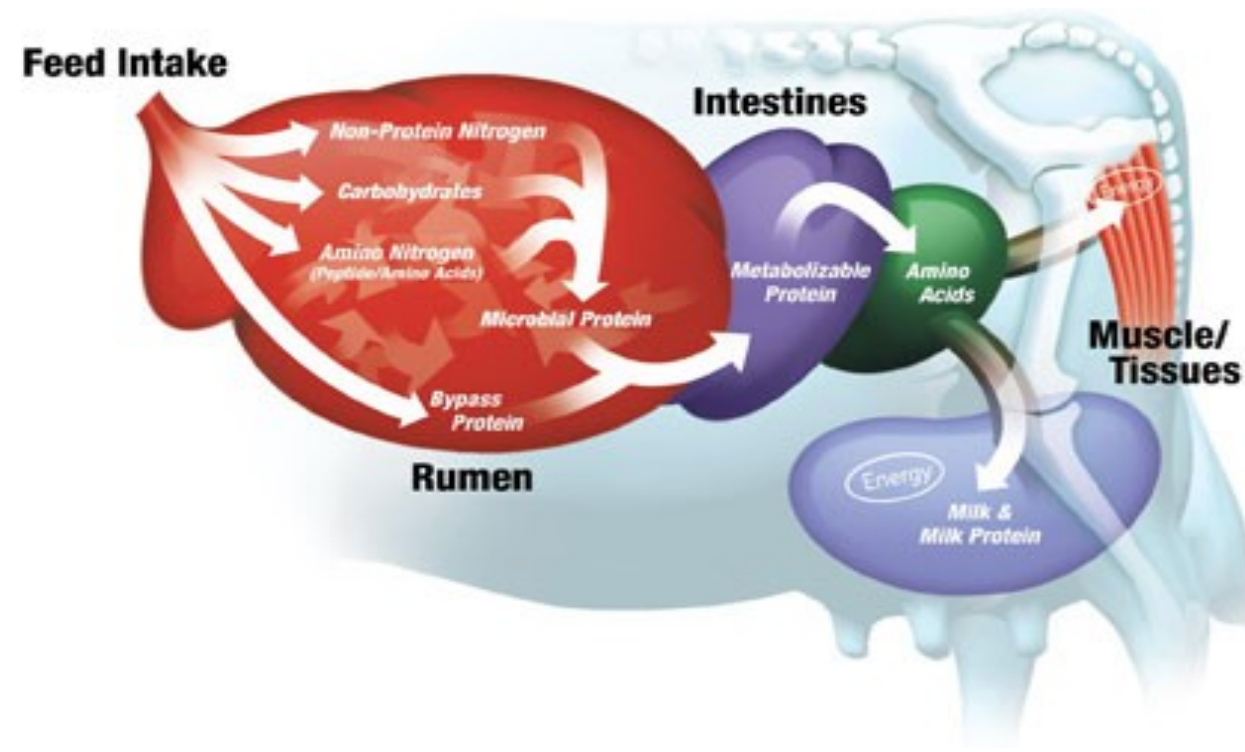 Feed Intake
Non-Protein Nitrogen
Carbohydrates
Amino Nitrogen
(Peptide/Amino Acids)
Microbial Protein
Bypass
Protein
Rumen
Intestines
Metabolizable
Protein
Amino
Acids
Energy
Muscle/
Tissues
Energy
Milk &
Milk Protein